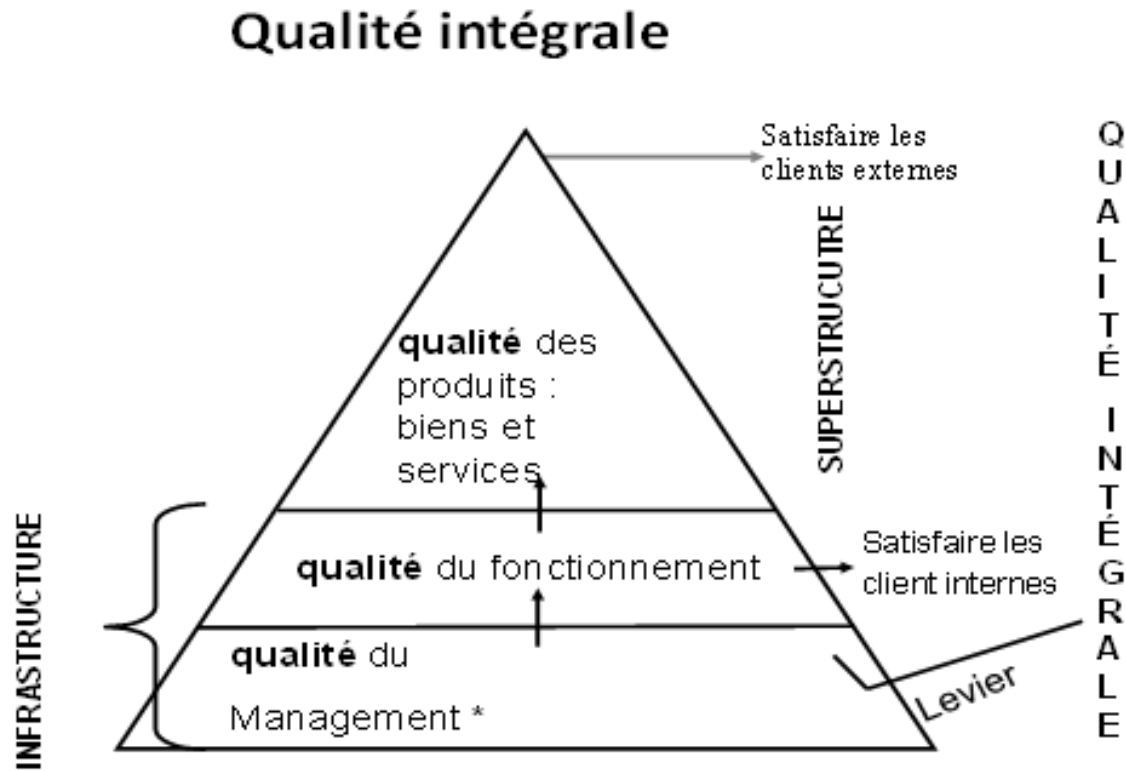 Qualité intégrale
Satisfaire les
clients externes
SUPERSTRUCUTRE
QUALITÉ INTÉGRALE
qualité des
produits :
biens et
services
INFRASTRUCTURE
qualité du fonctionnement
Satisfaire les
client internes
qualité du
Management *
Levier